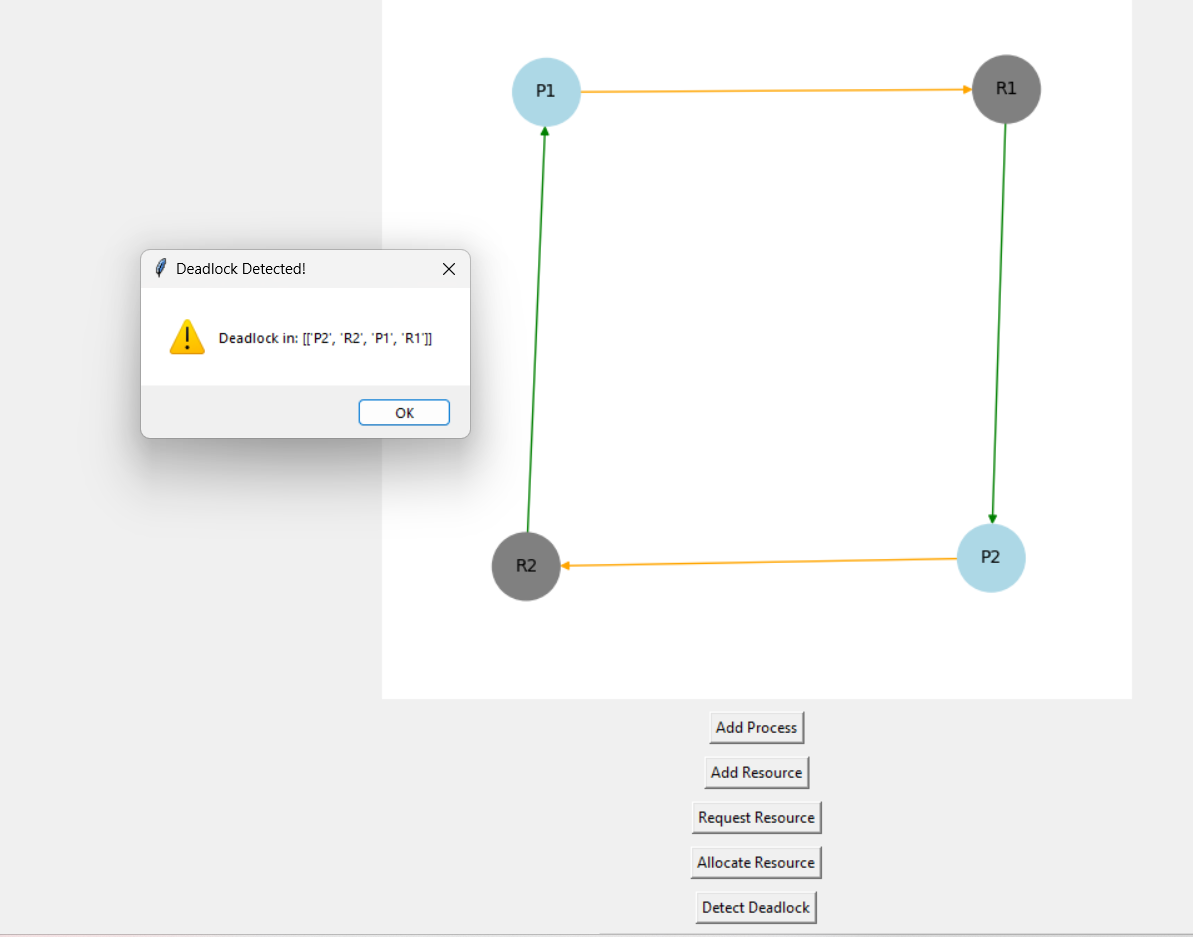 P1
R1
Deadlock Detected!
Deadlock in: [['P2', 'R2', 'P1', 'R1']]
OK
R2
P2
Add Process
Add Resource
Request Resource
Allocate Resource
Detect Deadlock